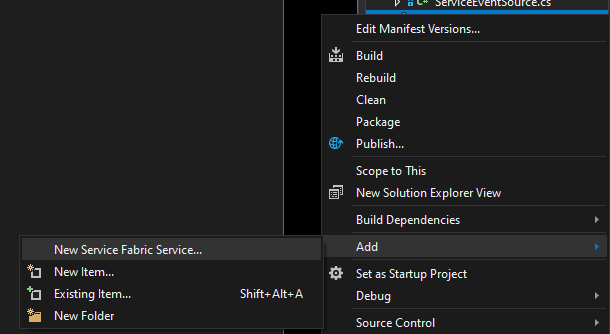 C# ServiceEventSource.cs
Edit Manifest Versions...
Build
Rebuild
Clean
Package
Publish...
Scope to This
New Solution Explorer View
Build Dependencies
Add
New Service Fabric Service...
New Item...
Existing Item... Shift+Alt+A
New Folder
Set as Startup Project
Debug
Source Control